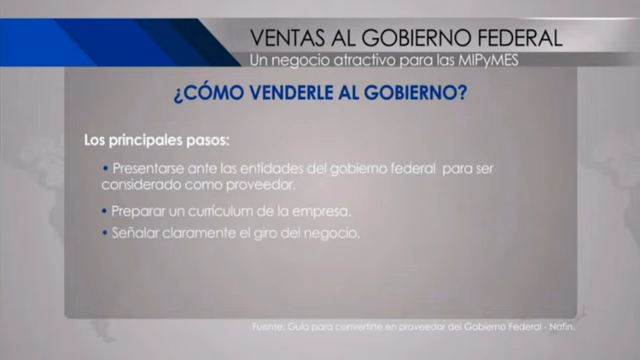 VENTAS AL GOBIERNO FEDERAL
Un negocio atractivo para las MIPyMES
¿CÓMO VENDERLE AL GOBIERNO?
Los principales pasos:
• Presentarse ante las entidades del gobierno federal para ser
considerado como proveedor.
• Preparar un currículum de la empresa.
• Señalar claramente el giro del negocio.
Fuente: Guía para convertirte en proveedor del Gobierno Federal - Nafin.